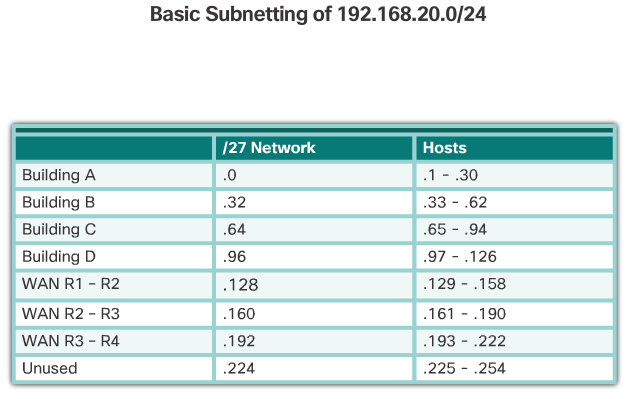 Basic Subnetting of 192.168.20.0/24
/27 Network Hosts
Building A .0 .1 - .30
Building B .32 .33 - .62
Building C .64 .65 - .94
Building D .96 .97 - .126
WAN R1 – R2 .128 .129 - .158
WAN R2 – R3 .160 .161 - .190
WAN R3 – R4 .192 .193 - .222
Unused .224 .225 - .254